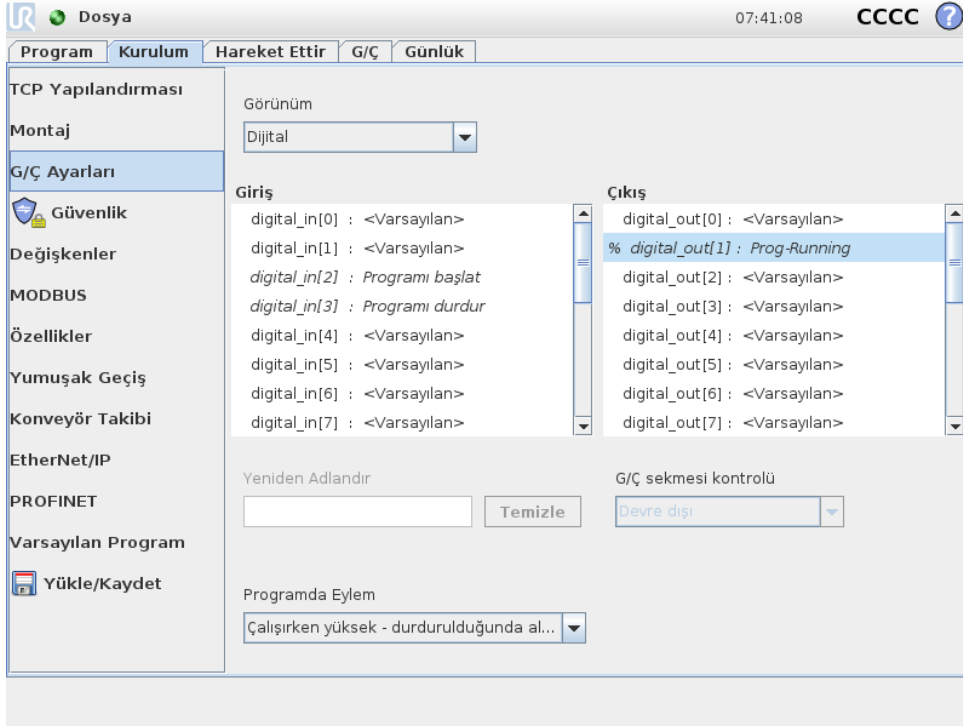 UR Dosya 07:41:08 CCCC ?
Program Kurulum Hareket Ettir G/Ç Günlük
TCP Yapılandırması
Montaj
G/Ç Ayarları
Güvenlik
Değişkenler
MODBUS
Özellikler
Yumuşak Geçiş
Konveyör Takibi
EtherNet/IP
PROFINET
Varsayılan Program
Yükle/Kaydet
Görünüm
Dijital
Giriş
digital_in[0] : <Varsayılan>
digital_in[1] : <Varsayılan>
digital_in[2] : Programı başlat
digital_in[3] : Programı durdur
digital_in[4] : <Varsayılan>
digital_in[5] : <Varsayılan>
digital_in[6] : <Varsayılan>
digital_in[7] : <Varsayılan>
Çıkış
digital_out[0] : <Varsayılan>
% digital_out[1] : Prog-Running
digital_out[2] : <Varsayılan>
digital_out[3] : <Varsayılan>
digital_out[4] : <Varsayılan>
digital_out[5] : <Varsayılan>
digital_out[6] : <Varsayılan>
digital_out[7] : <Varsayılan>
Yeniden Adlandır
Temizle
G/Ç sekmesi kontrolü
Devre dışı
Programda Eylem
Çalışırken yüksek - durdurulduğunda al...